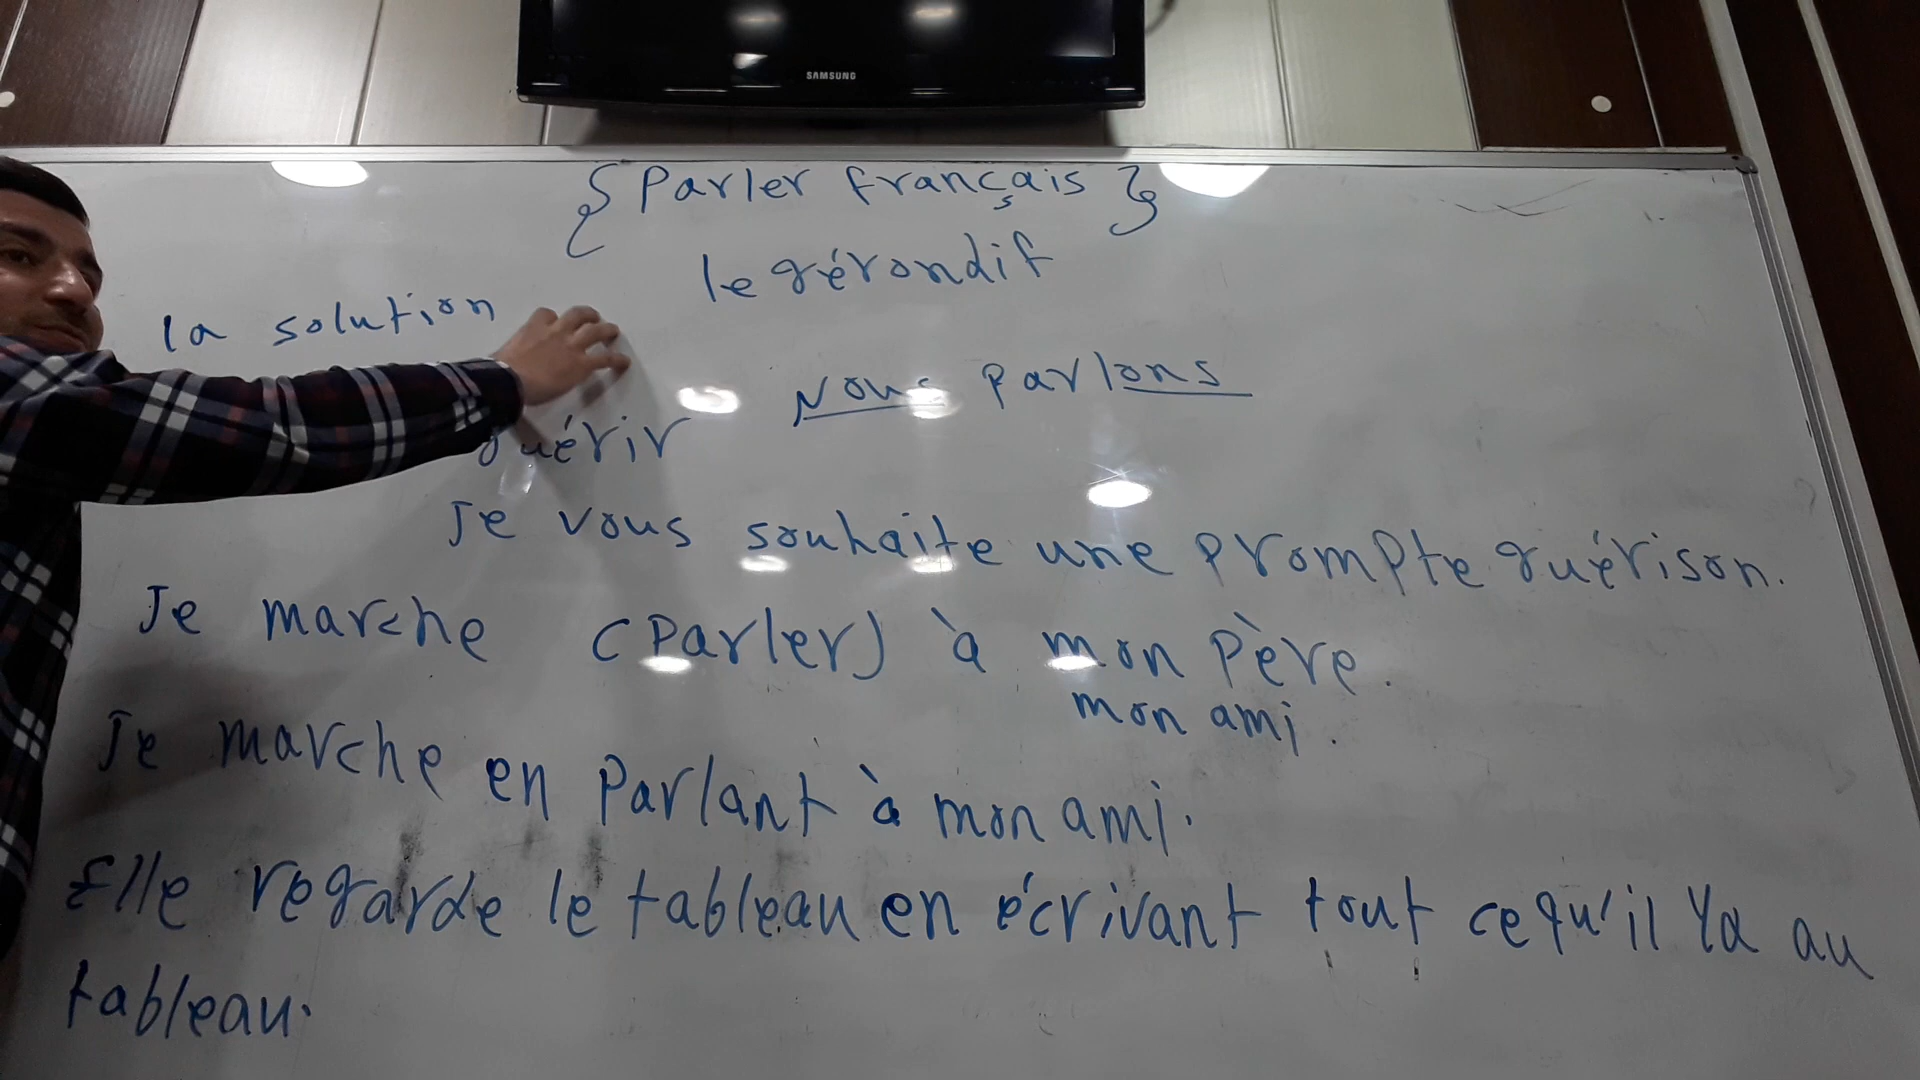 SAMSUNG
{ Parler français }
le gérondif
la solution
Nous parlons
guérir
Je vous souhaite une prompte guérison.
Je marche (parler) à mon père.
mon ami.
Je marche en parlant à mon ami.
Elle regarde le tableau en écrivant tout ce qu'il ya au
tableau.